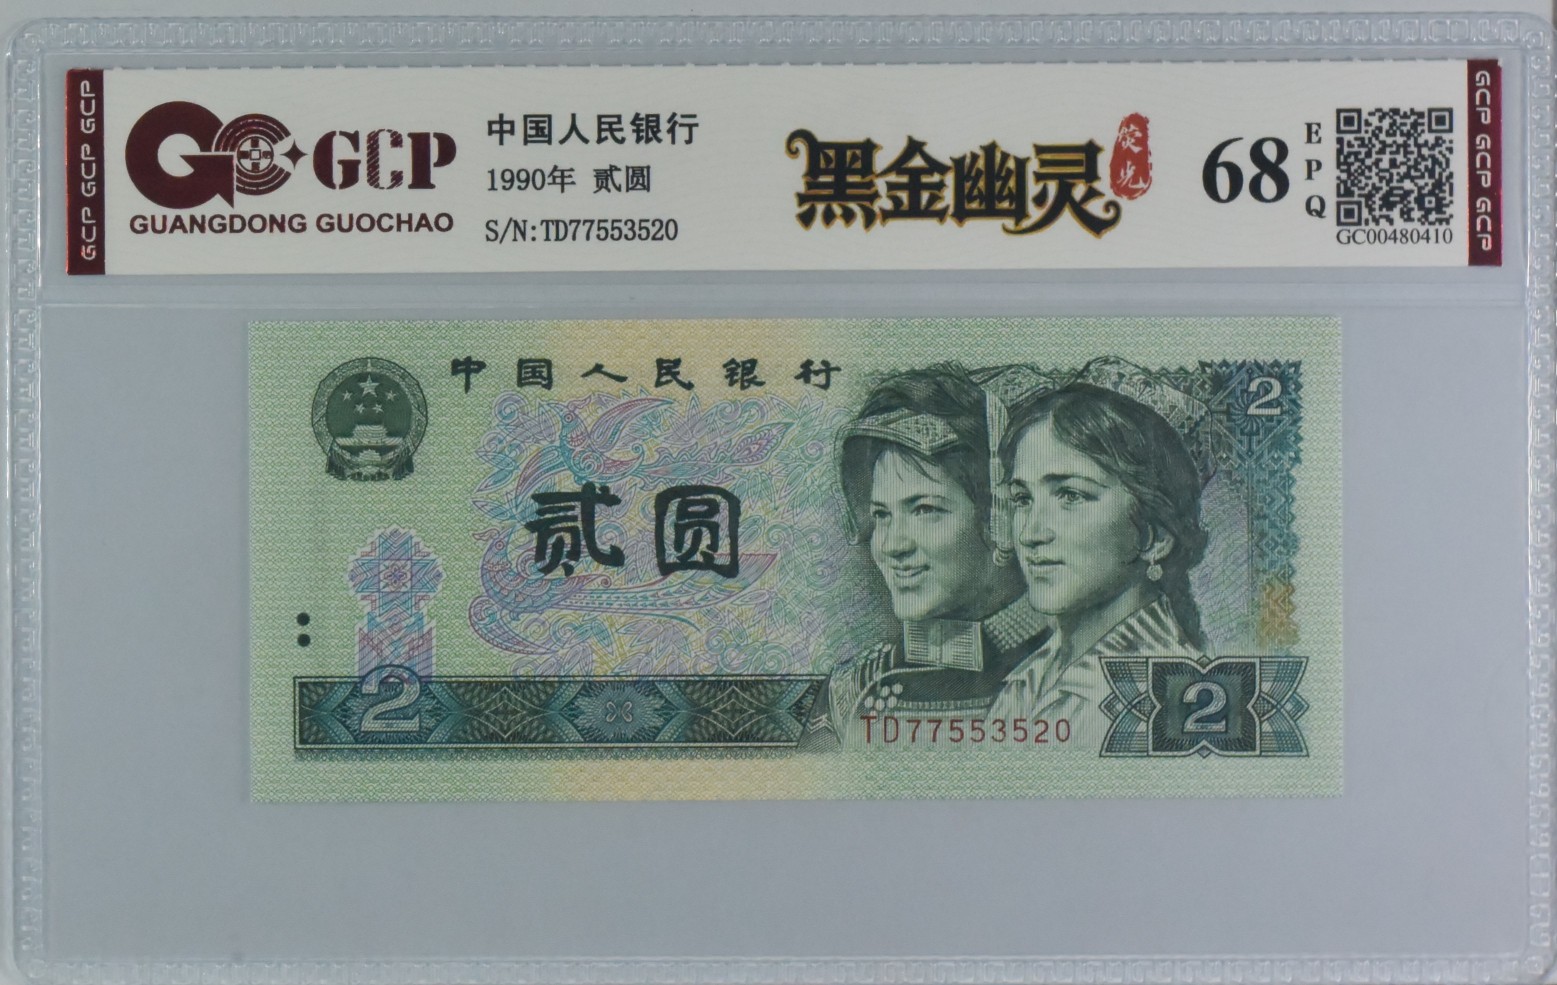 GCP GCP GCP
GCP
GUANGDONG GUOCHAO
中国人民银行
1990年 贰圆
S/N:TD77553520
黑金幽灵
荧光
68
EPQ
GC00480410
GCP GCP GCP
中国人民银行
2
贰圆
2
TD77553520
2